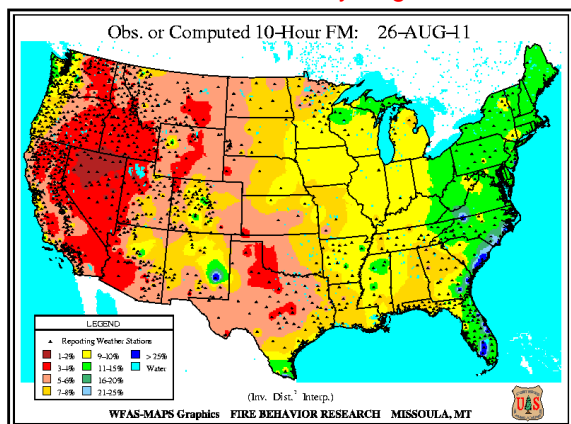 Obs. or Computed 10-Hour FM: 26-AUG-11
LEGEND
Reporting Weather Stations
1-2% 9-10% > 25%
3-4% 11-15% Water
5-6% 16-20%
7-8% 21-25%
(Inv. Dist.² Interp.)
WFAS-MAPS Graphics FIRE BEHAVIOR RESEARCH MISSOULA, MT
U S